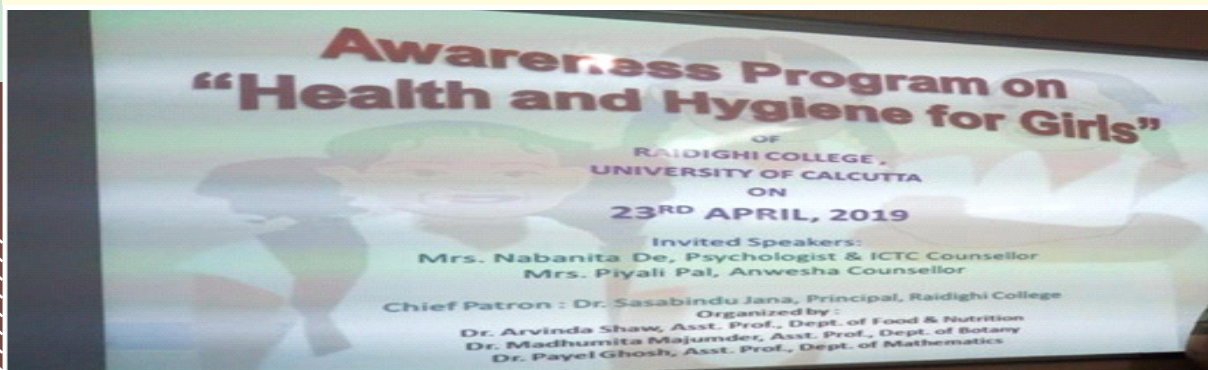 Awareness Program on
“Health and Hygiene for Girls”
OF
RAIDIGHI COLLEGE,
UNIVERSITY OF CALCUTTA
ON
23RD APRIL, 2019
Invited Speakers:
Mrs. Nabanita De, Psychologist & ICTC Counsellor
Mrs. Piyali Pal, Anwesha Counsellor
Chief Patron : Dr. Sasabindu Jana, Principal, Raidighi College
Organized by :
Dr. Arvinda Shaw, Asst. Prof., Dept. of Food & Nutrition
Dr. Madhumita Majumder, Asst. Prof., Dept. of Botany
Dr. Payel Ghosh, Asst. Prof., Dept. of Mathematics